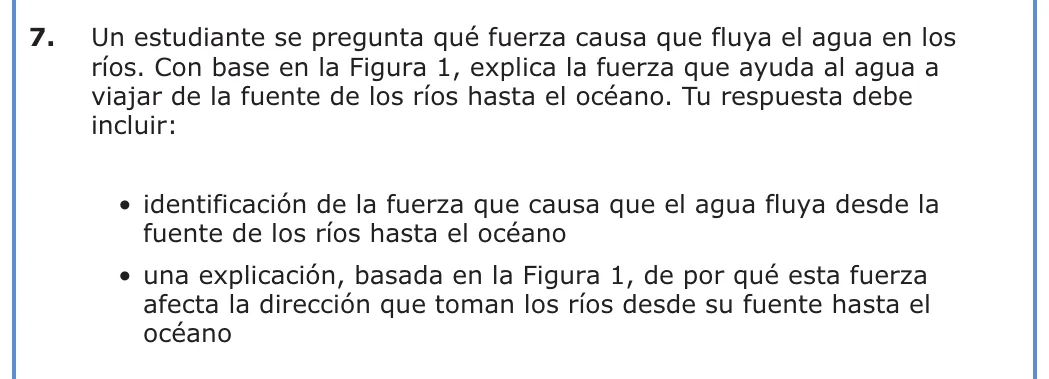 7. Un estudiante se pregunta qué fuerza causa que fluya el agua en los
ríos. Con base en la Figura 1, explica la fuerza que ayuda al agua a
viajar de la fuente de los ríos hasta el océano. Tu respuesta debe
incluir:
• identificación de la fuerza que causa que el agua fluya desde la
fuente de los ríos hasta el océano
• una explicación, basada en la Figura 1, de por qué esta fuerza
afecta la dirección que toman los ríos desde su fuente hasta el
océano